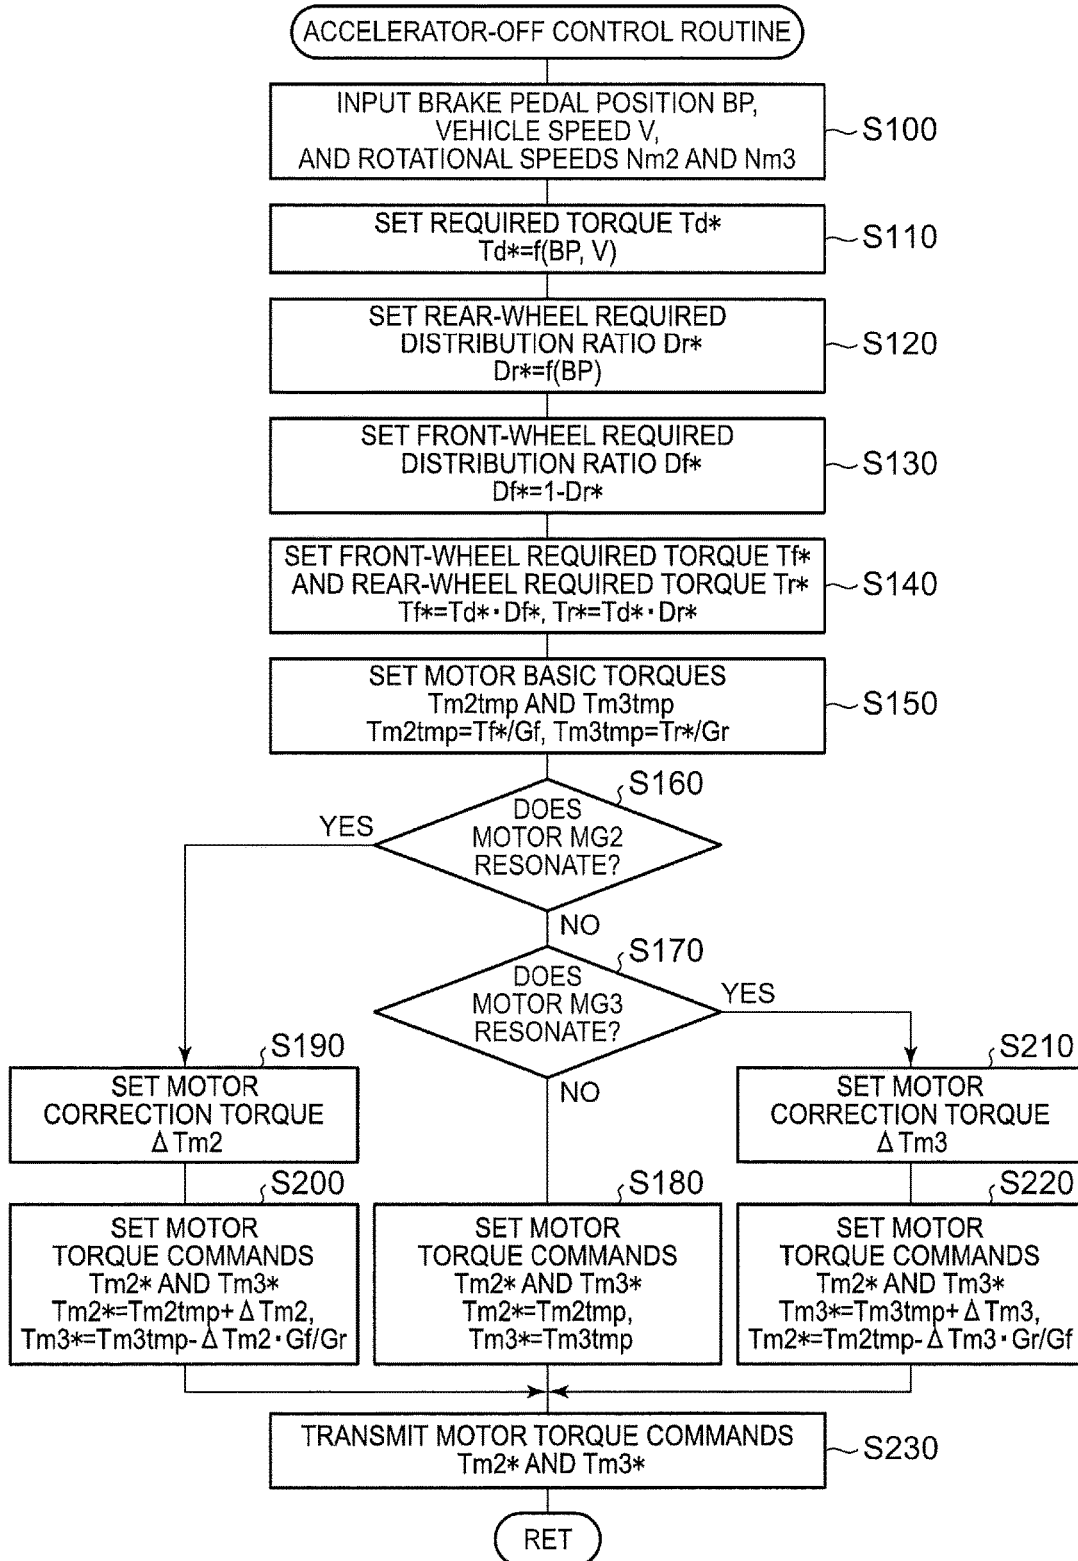 ACCELERATOR-OFF CONTROL ROUTINE
INPUT BRAKE PEDAL POSITION BP,
VEHICLE SPEED V,
AND ROTATIONAL SPEEDS Nm2 AND Nm3
S100
SET REQUIRED TORQUE Td*
Td*=f(BP, V)
S110
SET REAR-WHEEL REQUIRED
DISTRIBUTION RATIO Dr*
Dr*=f(BP)
S120
SET FRONT-WHEEL REQUIRED
DISTRIBUTION RATIO Df*
Df*=1-Dr*
S130
SET FRONT-WHEEL REQUIRED TORQUE Tf*
AND REAR-WHEEL REQUIRED TORQUE Tr*
Tf*=Td*·Df*, Tr*=Td*·Dr*
S140
SET MOTOR BASIC TORQUES
Tm2tmp AND Tm3tmp
Tm2tmp=Tf*/Gf, Tm3tmp=Tr*/Gr
S150
S160
DOES
MOTOR MG2
RESONATE?
YES
NO
S170
DOES
MOTOR MG3
RESONATE?
YES
NO
S190
SET MOTOR
CORRECTION TORQUE
ΔTm2
S210
SET MOTOR
CORRECTION TORQUE
ΔTm3
S200
SET MOTOR
TORQUE COMMANDS
Tm2* AND Tm3*
Tm2*=Tm2tmp+ΔTm2,
Tm3*=Tm3tmp-ΔTm2·Gf/Gr
S180
SET MOTOR
TORQUE COMMANDS
Tm2* AND Tm3*
Tm2*=Tm2tmp,
Tm3*=Tm3tmp
S220
SET MOTOR
TORQUE COMMANDS
Tm2* AND Tm3*
Tm3*=Tm3tmp+ΔTm3,
Tm2*=Tm2tmp-ΔTm3·Gr/Gf
TRANSMIT MOTOR TORQUE COMMANDS
Tm2* AND Tm3*
S230
RET